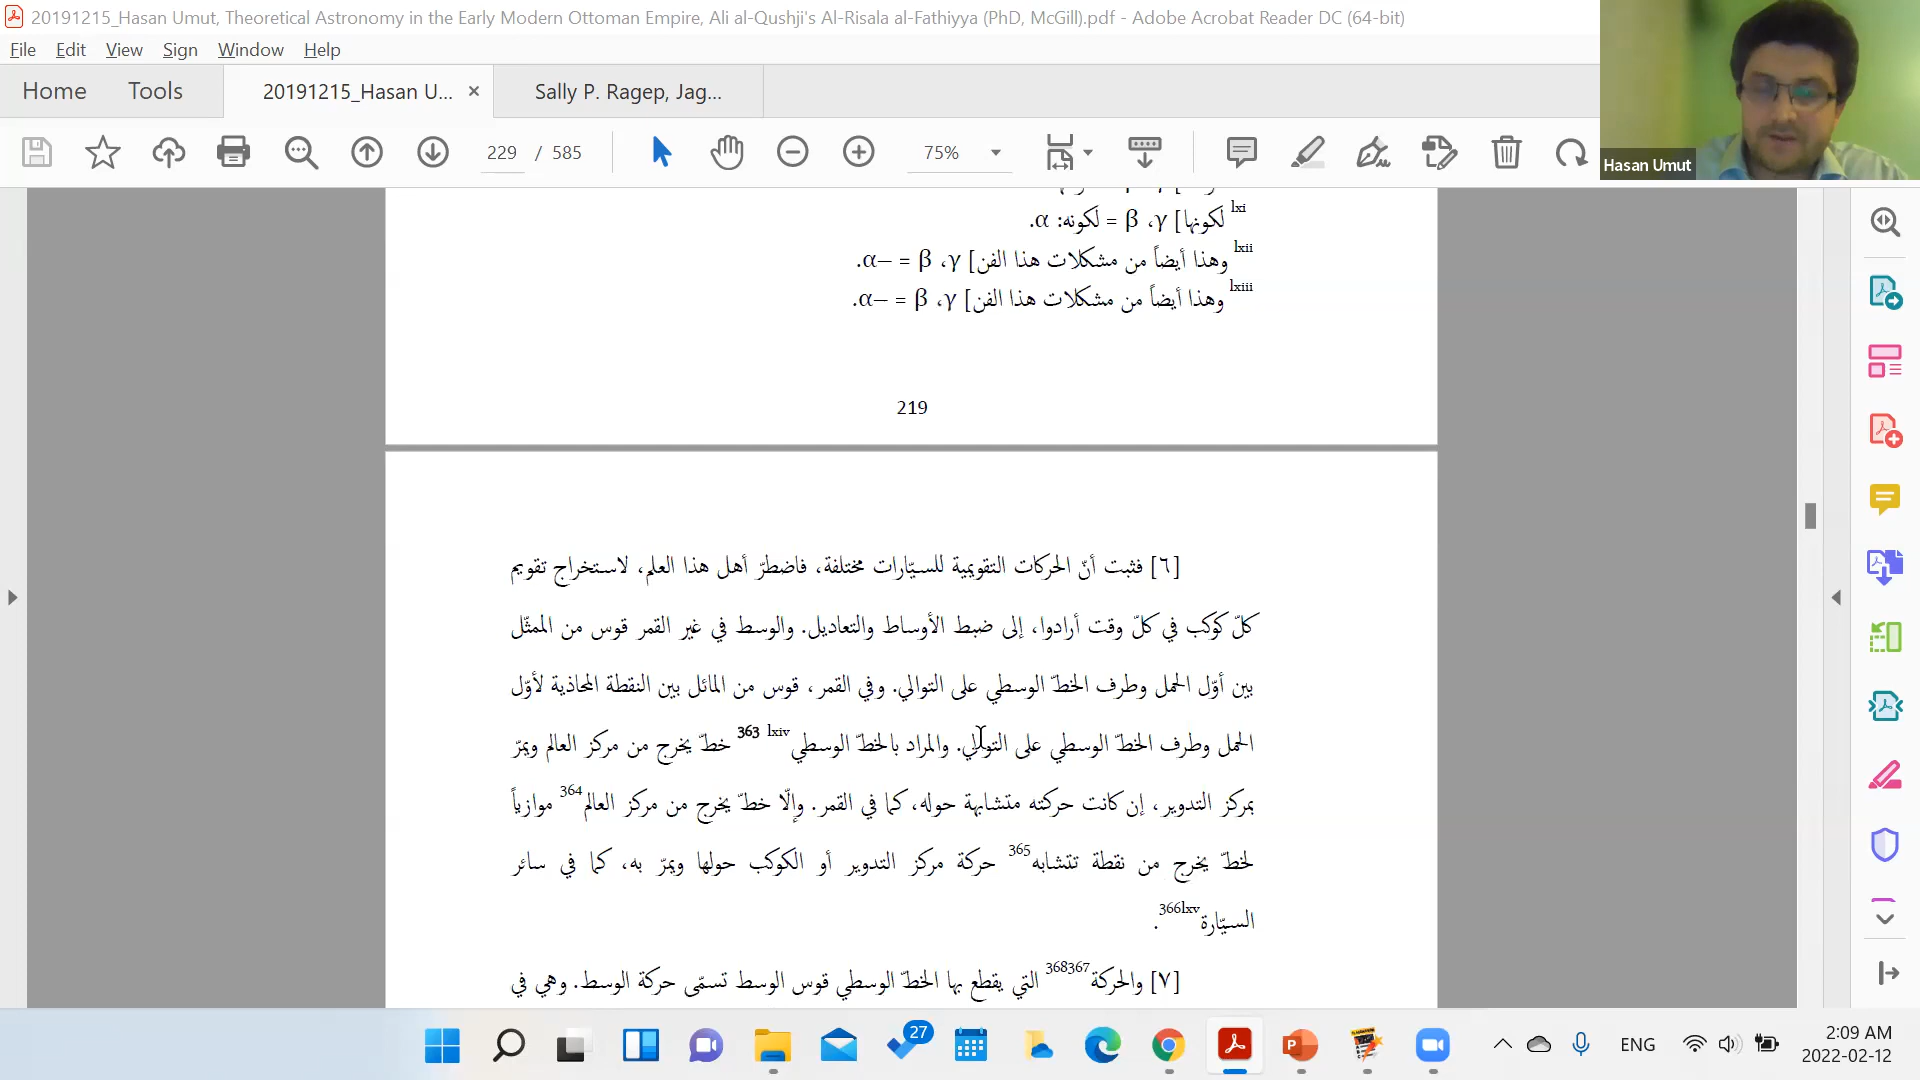 20191215_Hasan Umut, Theoretical Astronomy in the Early Modern Ottoman Empire, Ali al-Qushji's Al-Risala al-Fathiyya (PhD, McGill).pdf - Adobe Acrobat Reader DC (64-bit)
File Edit View Sign Window Help
Home Tools 20191215_Hasan U... × Sally P. Ragep, Jag...
229 / 585 75%
Hasan Umut
lxi لكونها] γ، β = لكونه: α.
lxii وهذا أيضاً من مشكلات هذا الفن] γ، β = –α.
lxiii وهذا أيضاً من مشكلات هذا الفن] γ، β = –α.
219
[٦] فثبت أنّ الحركات التقويمية للسيّارات مختلفة، فاضطرّ أهل هذا العلم، لاستخراج تقويم
كلّ كوكب في كلّ وقت أرادوا، إلى ضبط الأوساط والتعاديل. والوسط في غير القمر قوس من الممثّل
بين أوّل الحمل وطرف الخطّ الوسطي على التوالي. وفي القمر، قوس من المائل بين النقطة المحاذية لأوّل
الحمل وطرف الخطّ الوسطي على التوالي. والمراد بالخطّ الوسطي lxiv 363 خطّ يخرج من مركز العالم ويمرّ
بمركز التدوير، إن كانت حركته متشابهة حوله، كما في القمر. وإلّا خطّ يخرج من مركز العالم364 موازياً
لخطّ يخرج من نقطة تتشابه365 حركة مركز التدوير أو الكوكب حولها ويمرّ به، كما في سائر
السيّارة366lxv.
[٧] والحركة368367 التي يقطع بها الخطّ الوسطي قوس الوسط تسمّى حركة الوسط. وهي في
27
ENG
2:09 AM
2022-02-12